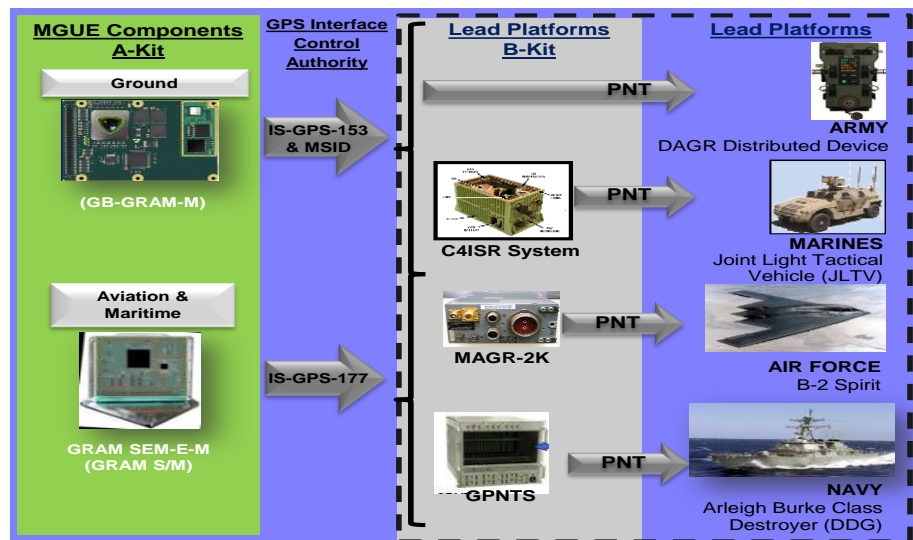 MGUE Components
A-Kit
GPS Interface
Control
Authority
Lead Platforms
B-Kit
Lead Platforms
Ground
(GB-GRAM-M)
IS-GPS-153
& MSID
PNT
ARMY
DAGR Distributed Device
C4ISR System
PNT
MARINES
Joint Light Tactical
Vehicle (JLTV)
Aviation &
Maritime
GRAM SEM-E-M
(GRAM S/M)
IS-GPS-177
MAGR-2K
PNT
AIR FORCE
B-2 Spirit
GPNTS
PNT
NAVY
Arleigh Burke Class
Destroyer (DDG)